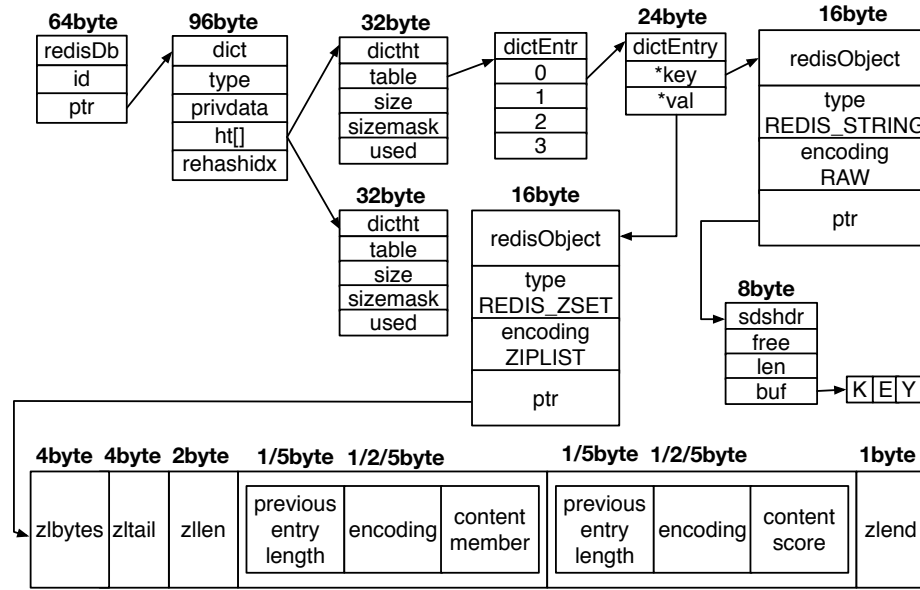 64byte
redisDb
id
ptr
96byte
dict
type
privdata
ht[]
rehashidx
32byte
dictht
table
size
sizemask
used
32byte
dictht
table
size
sizemask
used
dictEntr
0
1
2
3
24byte
dictEntry
*key
*val
16byte
redisObject
type
REDIS_STRING
encoding
RAW
ptr
16byte
redisObject
type
REDIS_ZSET
encoding
ZIPLIST
ptr
8byte
sdshdr
free
len
buf
K E Y
4byte 4byte 2byte 1/5byte 1/2/5byte 1/5byte 1/2/5byte 1byte
zlbytes
zltail
zllen
previous
entry
length
encoding
content
member
previous
entry
length
encoding
content
score
zlend